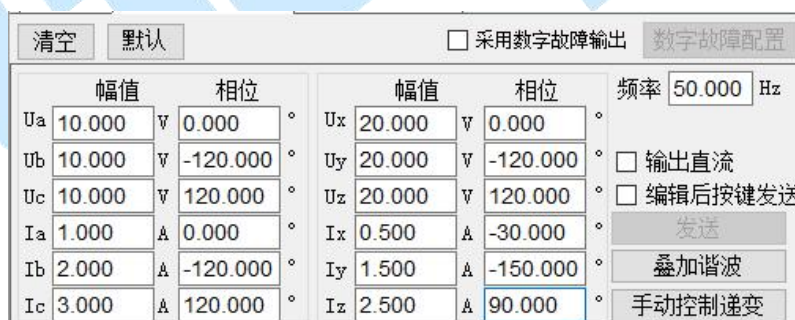 清空 默认 采用数字故障输出 数字故障配置
幅值 相位 幅值 相位 频率 50.000 Hz
Ua 10.000 V 0.000 ° Ux 20.000 V 0.000 °
Ub 10.000 V -120.000 ° Uy 20.000 V -120.000 ° 输出直流
Uc 10.000 V 120.000 ° Uz 20.000 V 120.000 ° 编辑后按键发送
Ia 1.000 A 0.000 ° Ix 0.500 A -30.000 ° 发送
Ib 2.000 A -120.000 ° Iy 1.500 A -150.000 ° 叠加谐波
Ic 3.000 A 120.000 ° Iz 2.500 A 90.000 ° 手动控制递变